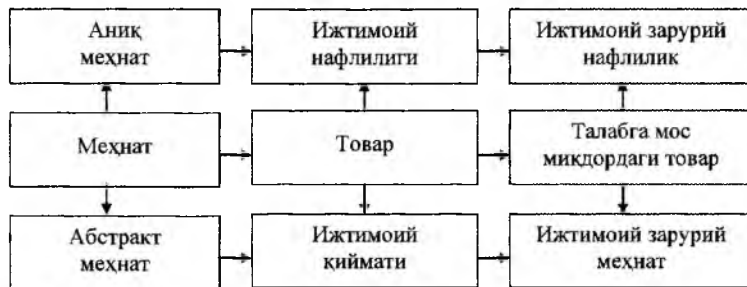 Аниқ
меҳнат
Ижтимоий
нафлилиги
Ижтимоий зарурий
нафлилик
Меҳнат
Товар
Талабга мос
миқдордаги товар
Абстракт
меҳнат
Ижтимоий
қиймати
Ижтимоий зарурий
меҳнат